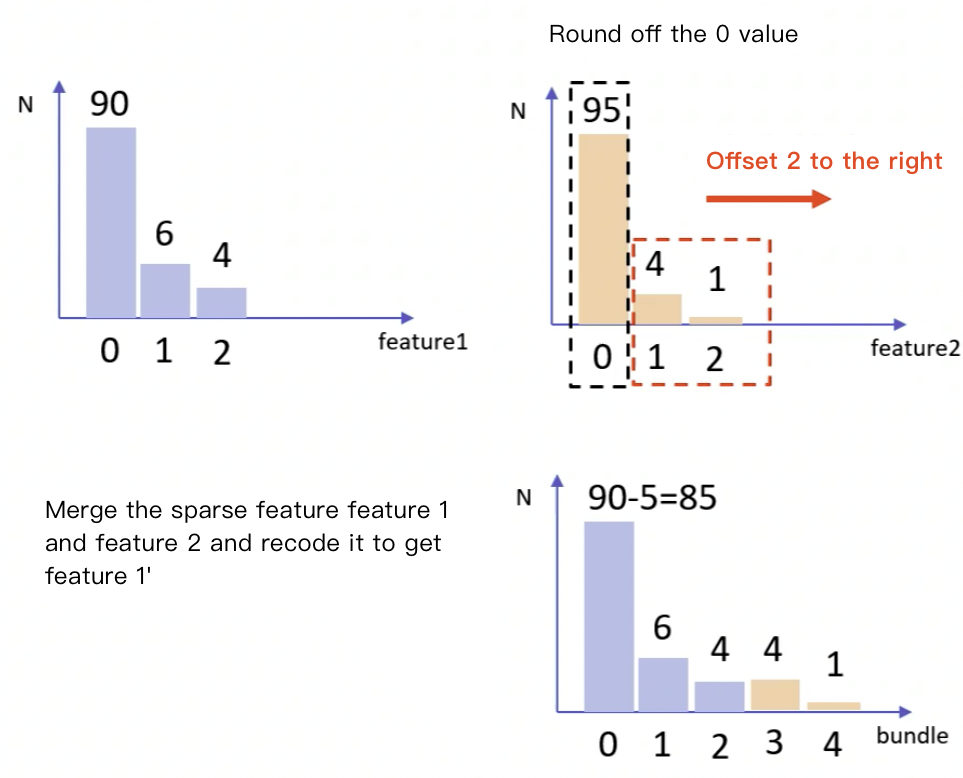 Round off the 0 value
N
90
6
4
0 1 2
feature1
N
95
Offset 2 to the right
4
1
0 1 2
feature2
Merge the sparse feature feature 1
and feature 2 and recode it to get
feature 1'
N
90-5=85
6
4
4
1
0 1 2 3 4
bundle